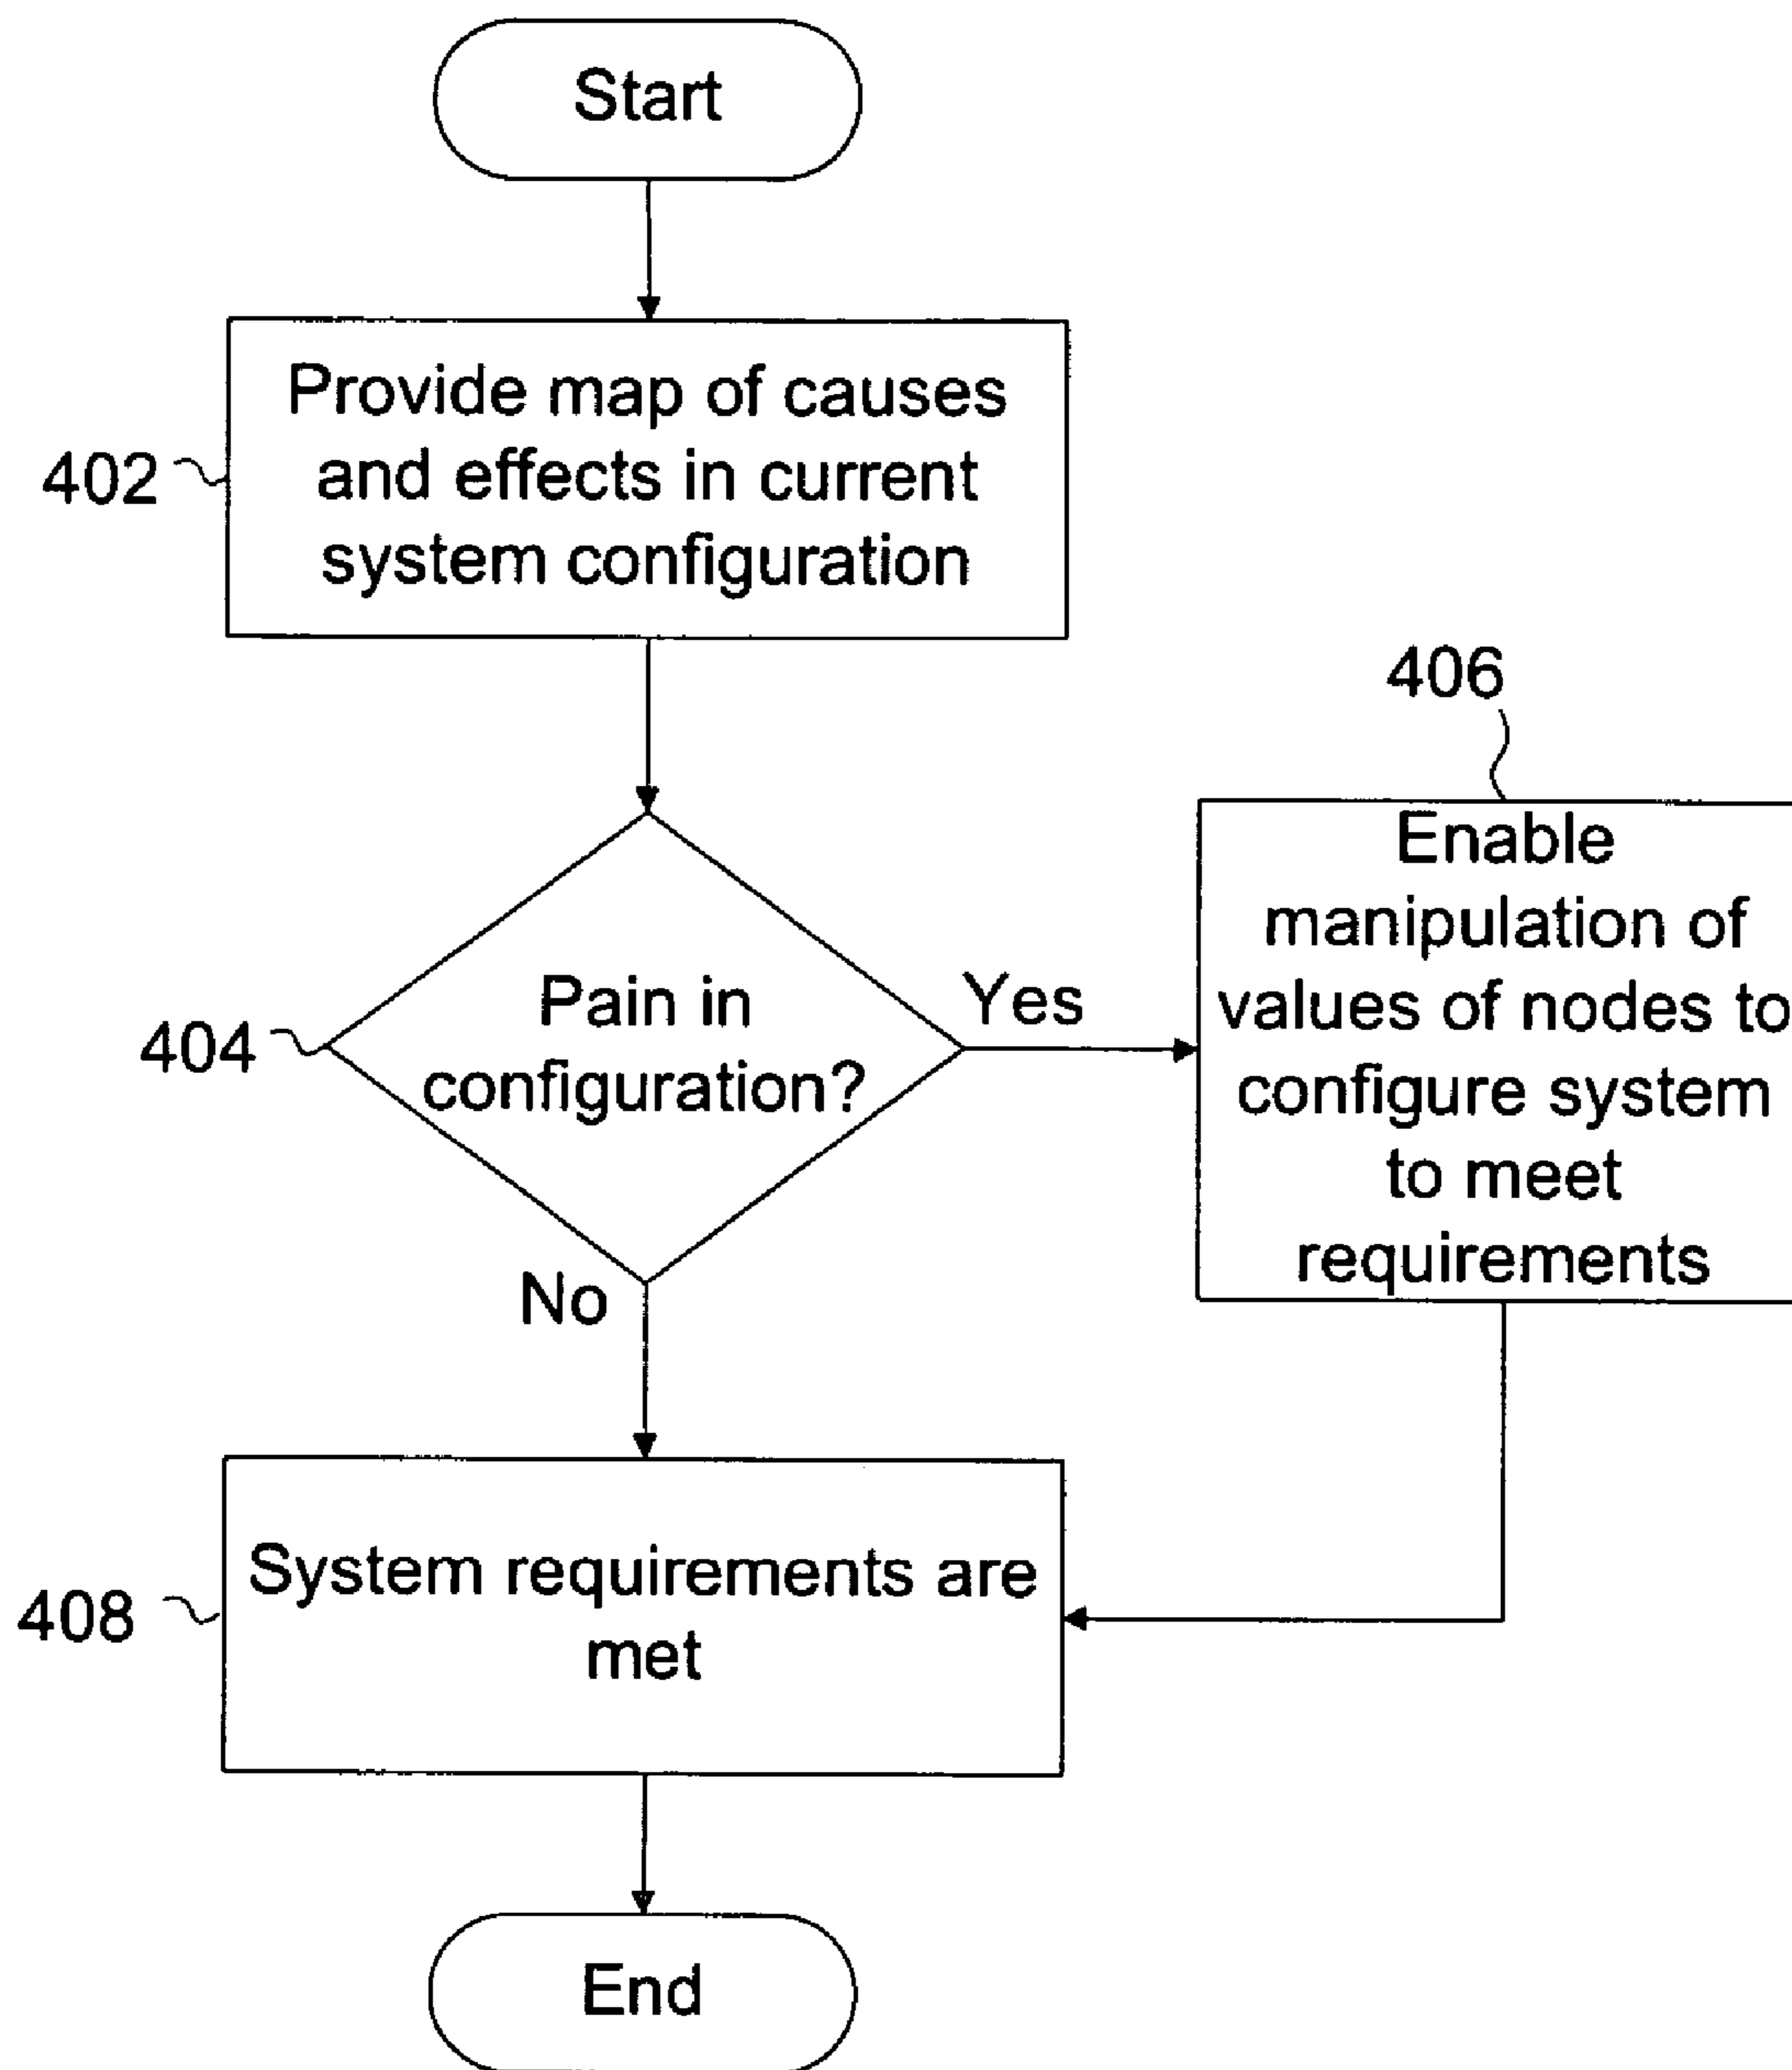 Start
Provide map of causes
and effects in current
system configuration
402
406
Enable
manipulation of
values of nodes to
configure system
to meet
requirements
Pain in
configuration?
Yes
404
No
System requirements are
met
408
End